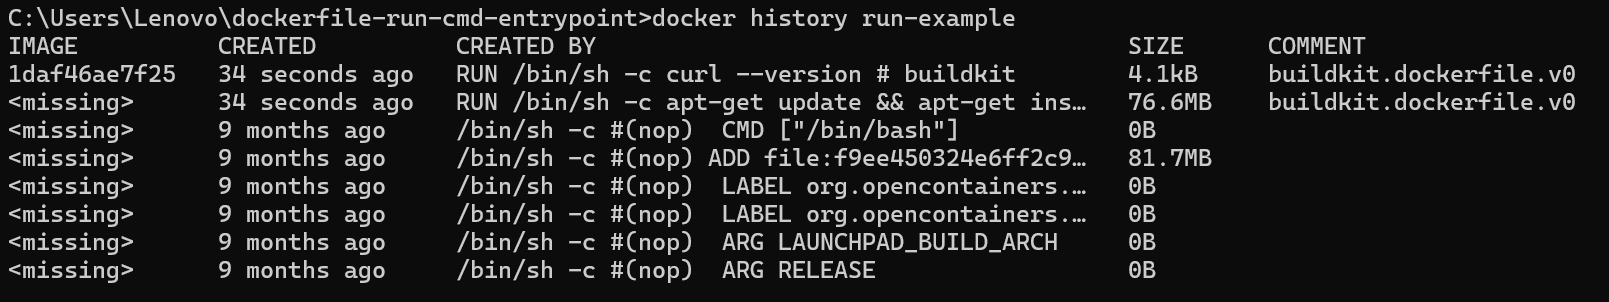 C:\Users\Lenovo\dockerfile-run-cmd-entrypoint>docker history run-example
IMAGE          CREATED          CREATED BY                                      SIZE      COMMENT
1daf46ae7f25   34 seconds ago   RUN /bin/sh -c curl --version # buildkit        4.1kB     buildkit.dockerfile.v0
<missing>      34 seconds ago   RUN /bin/sh -c apt-get update && apt-get ins…   76.6MB    buildkit.dockerfile.v0
<missing>      9 months ago     /bin/sh -c #(nop)  CMD ["/bin/bash"]            0B
<missing>      9 months ago     /bin/sh -c #(nop) ADD file:f9ee450324e6ff2c9…   81.7MB
<missing>      9 months ago     /bin/sh -c #(nop)  LABEL org.opencontainers.…   0B
<missing>      9 months ago     /bin/sh -c #(nop)  LABEL org.opencontainers.…   0B
<missing>      9 months ago     /bin/sh -c #(nop)  ARG LAUNCHPAD_BUILD_ARCH     0B
<missing>      9 months ago     /bin/sh -c #(nop)  ARG RELEASE                  0B